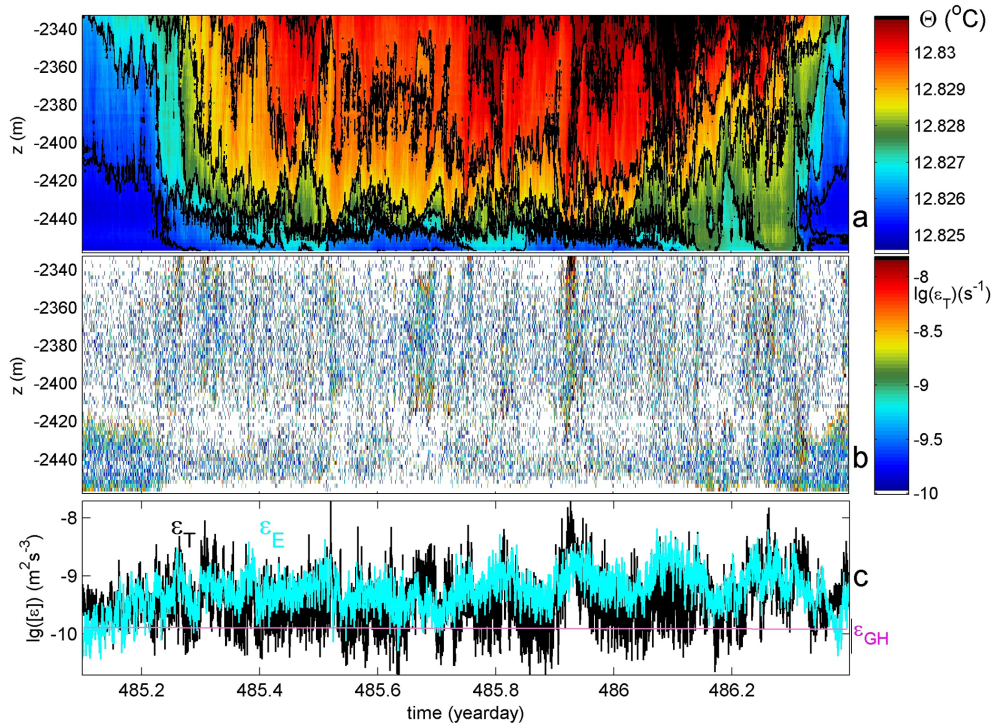 Θ (°C)
-2340
-2360
-2380
-2400
-2420
-2440
z (m)
12.83
12.829
12.828
12.827
12.826
12.825
a
-2340
-2360
-2380
-2400
-2420
-2440
z (m)
-8
lg(ε_T)(s⁻¹)
-8.5
-9
-9.5
-10
b
-8
-9
-10
lg([ε]) (m²s⁻³)
ε_T
ε_E
c
ε_GH
485.2
485.4
485.6
485.8
486
486.2
time (yearday)